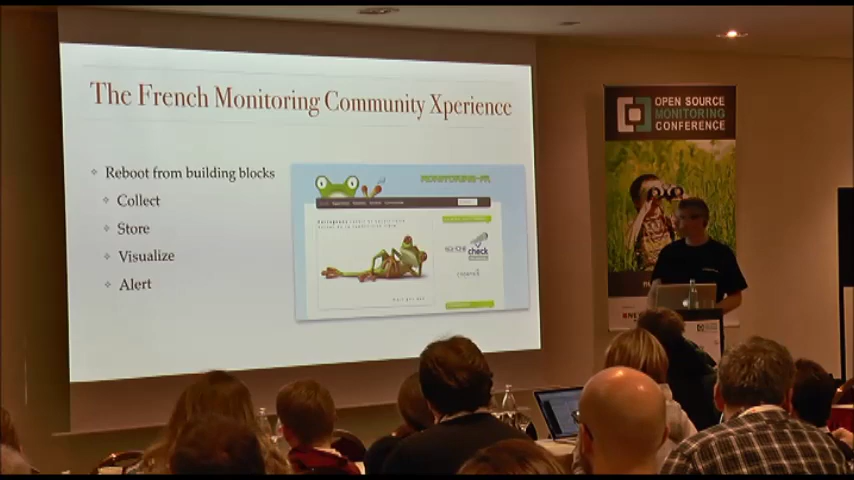 The French Monitoring Community Xperience
Reboot from building blocks
Collect
Store
Visualize
Alert
MONITORING-FR
check
OPEN SOURCE
MONITORING
CONFERENCE